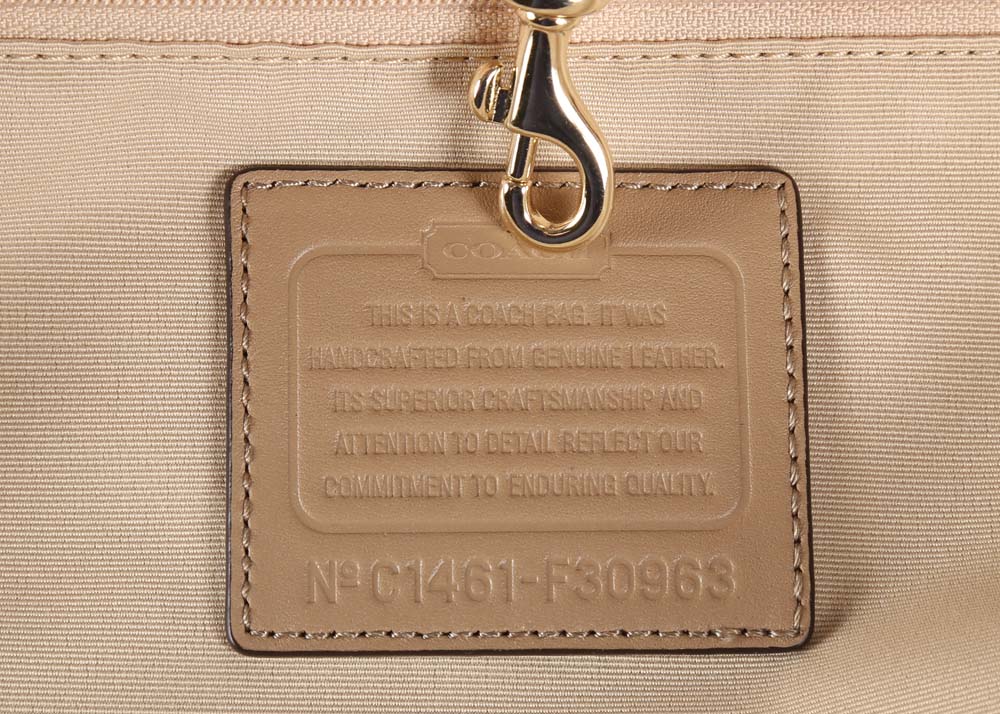 COACH
THIS IS A COACH BAG. IT WAS
HANDCRAFTED FROM GENUINE LEATHER.
ITS SUPERIOR CRAFTSMANSHIP AND
ATTENTION TO DETAIL REFLECT OUR
COMMITMENT TO ENDURING QUALITY.
Nº C1461-F30963